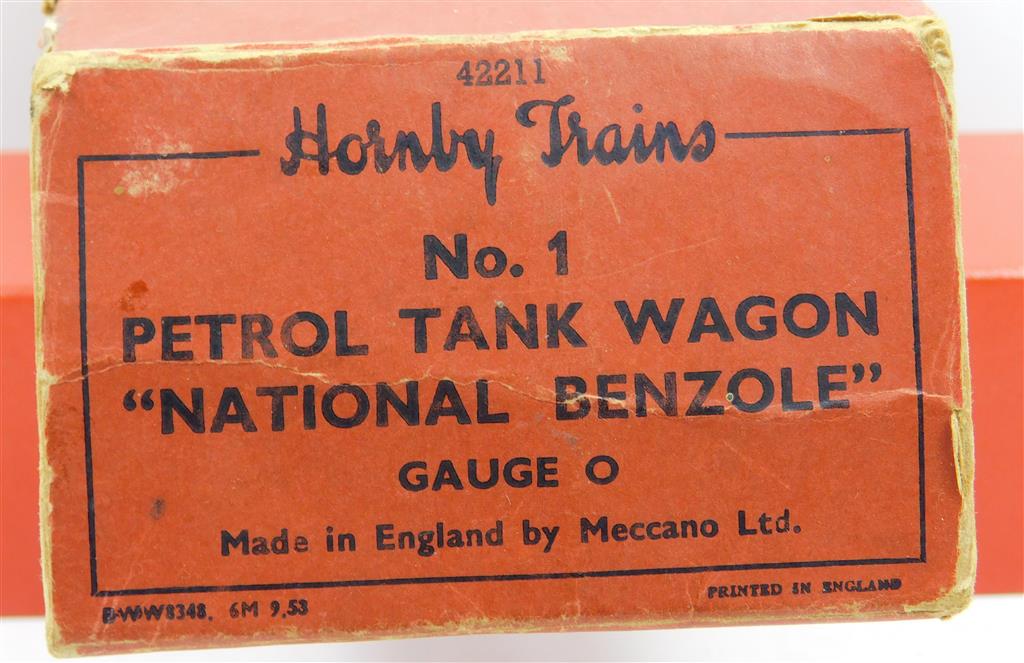 42211
Hornby Trains
No. 1
PETROL TANK WAGON
"NATIONAL BENZOLE"
GAUGE O
Made in England by Meccano Ltd.
PRINTED IN ENGLAND
6M 9.53